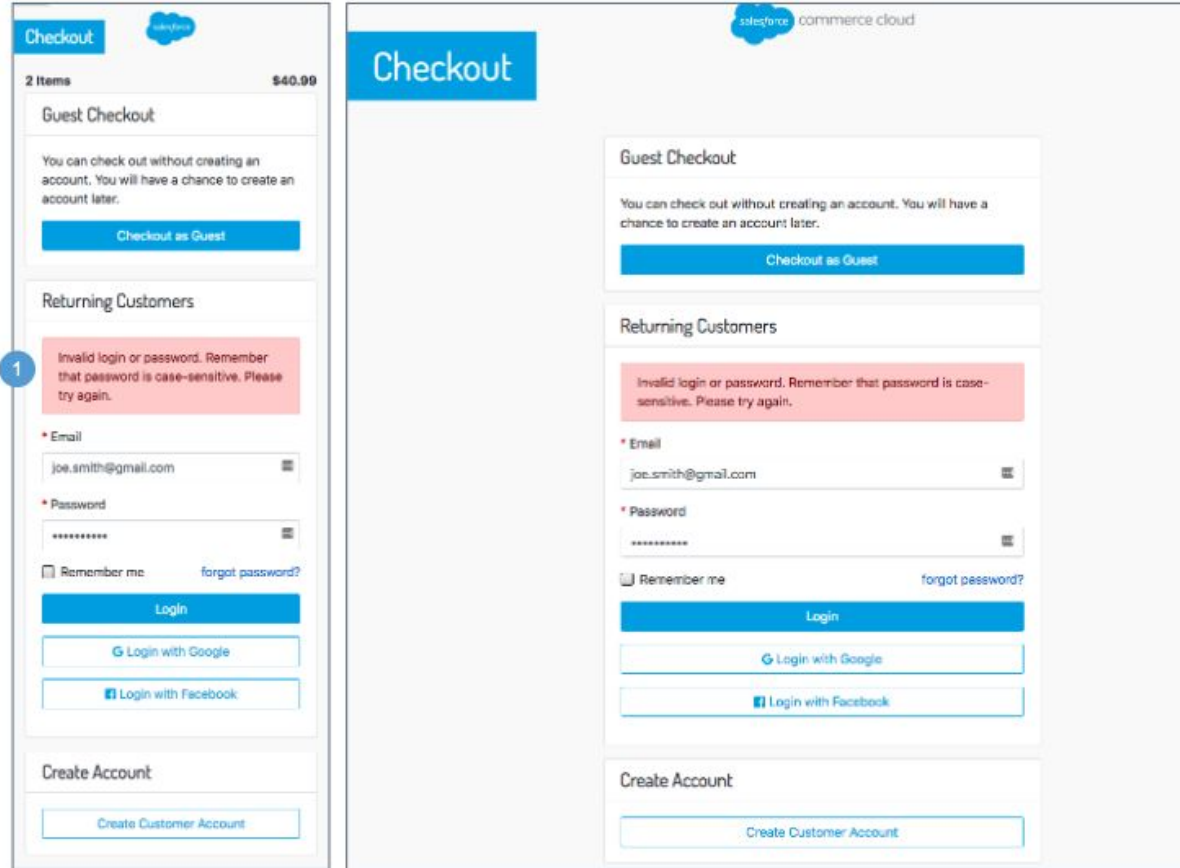 Checkout
salesforce
2 Items $40.99
Guest Checkout
You can check out without creating an
account. You will have a chance to create an
account later.
Checkout as Guest
Returning Customers
1
Invalid login or password. Remember
that password is case-sensitive. Please
try again.
* Email
joe.smith@gmail.com
* Password
••••••••••
Remember me forgot password?
Login
G Login with Google
f Login with Facebook
Create Account
Create Customer Account
salesforce commerce cloud
Checkout
Guest Checkout
You can check out without creating an account. You will have a
chance to create an account later.
Checkout as Guest
Returning Customers
Invalid login or password. Remember that password is case-
sensitive. Please try again.
* Email
joe.smith@gmail.com
* Password
••••••••••
Remember me forgot password?
Login
G Login with Google
f Login with Facebook
Create Account
Create Customer Account